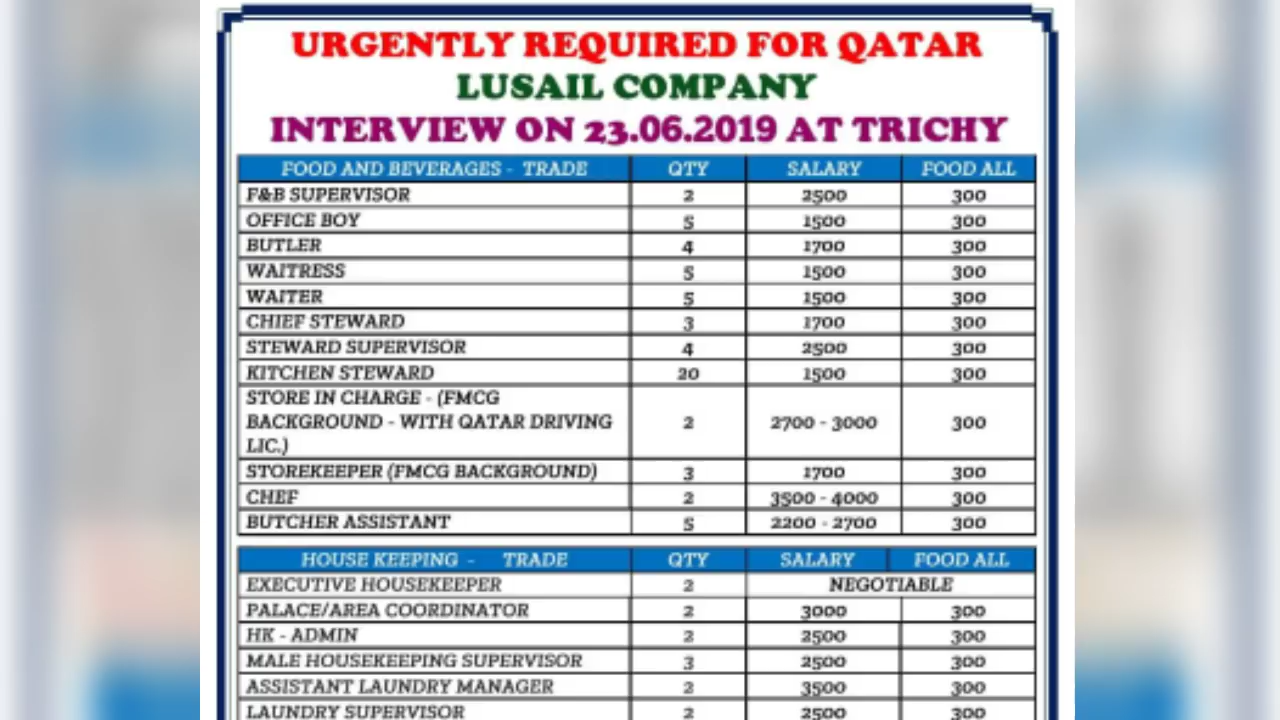 URGENTLY REQUIRED FOR QATAR
LUSAIL COMPANY
INTERVIEW ON 23.06.2019 AT TRICHY
FOOD AND BEVERAGES - TRADE QTY SALARY FOOD ALL
F&B SUPERVISOR 2 2500 300
OFFICE BOY 5 1500 300
BUTLER 4 1700 300
WAITRESS 5 1500 300
WAITER 5 1500 300
CHIEF STEWARD 3 1700 300
STEWARD SUPERVISOR 4 2500 300
KITCHEN STEWARD 20 1500 300
STORE IN CHARGE - (FMCG
BACKGROUND - WITH QATAR DRIVING 2 2700 - 3000 300
LIC.)
STOREKEEPER (FMCG BACKGROUND) 3 1700 300
CHEF 2 3500 - 4000 300
BUTCHER ASSISTANT 5 2200 - 2700 300
HOUSE KEEPING - TRADE QTY SALARY FOOD ALL
EXECUTIVE HOUSEKEEPER 2 NEGOTIABLE
PALACE/AREA COORDINATOR 2 3000 300
HK - ADMIN 2 2500 300
MALE HOUSEKEEPING SUPERVISOR 3 2500 300
ASSISTANT LAUNDRY MANAGER 2 3500 300
LAUNDRY SUPERVISOR 2 2500 300